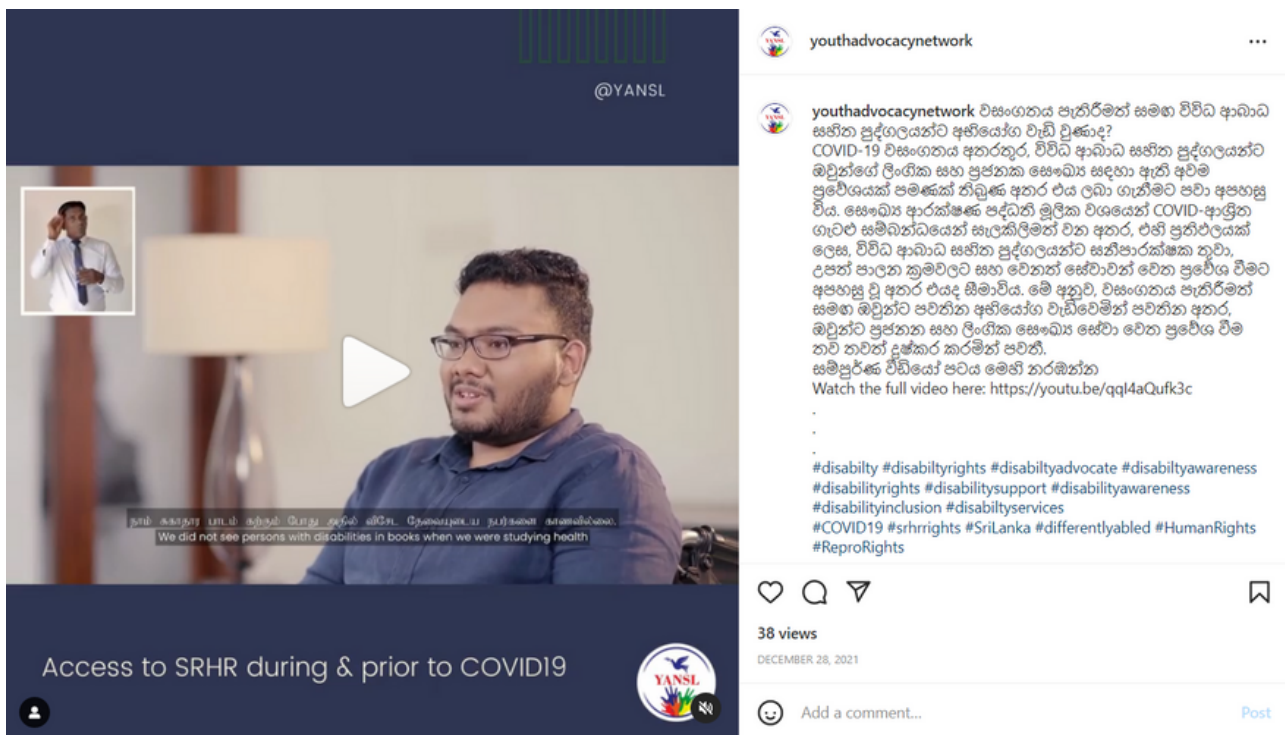 @YANSL
நாம் சுகாதார பாடம் கற்கும் போது அதில் விசேட தேவையுடைய நபர்களை காணவில்லை.
We did not see persons with disabilities in books when we were studying health
Access to SRHR during & prior to COVID19
YANSL
youthadvocacynetwork
youthadvocacynetwork වසංගතය පැතිරීමත් සමඟ විවිධ ආබාධ
සහිත පුද්ගලයන්ට අභියෝග වැඩි වුණාද?
COVID-19 වසංගතය අතරතුර, විවිධ ආබාධ සහිත පුද්ගලයන්ට
ඔවුන්ගේ ලිංගික සහ ප්‍රජනක සෞඛ්‍ය සඳහා ඇති අවම
ප්‍රවේශයක් පමණක් තිබුණ අතර එය ලබා ගැනීමට පවා අපහසු
විය. සෞඛ්‍ය ආරක්ෂණ පද්ධති මූලික වශයෙන් COVID-ආශ්‍රිත
ගැටළු සම්බන්ධයෙන් සැලකිලිමත් වන අතර, එහි ප්‍රතිඵලයක්
ලෙස, විවිධ ආබාධ සහිත පුද්ගලයන්ට සනීපාරක්ෂක තුවා,
උපත් පාලන ක්‍රමවලට සහ වෙනත් සේවාවන් වෙත ප්‍රවේශ වීමට
අපහසු වූ අතර එයද සීමාවිය. මේ අනුව, වසංගතය පැතිරීමත්
සමඟ ඔවුන්ට පවතින අභියෝග වැඩිවෙමින් පවතින අතර,
ඔවුන්ට ප්‍රජනන සහ ලිංගික සෞඛ්‍ය සේවා වෙත ප්‍රවේශ වීම
තව තවත් දුෂ්කර කරමින් පවතී.
සම්පූර්ණ වීඩියෝ පටය මෙහි නරඹන්න
Watch the full video here: https://youtu.be/qql4aQufk3c
.
.
.
#disabilty #disabiltyrights #disabiltyadvocate #disabiltyawareness
#disabilityrights #disabilitysupport #disabilityawareness
#disabilityinclusion #disabiltyservices
#COVID19 #srhrrights #SriLanka #differentlyabled #HumanRights
#ReproRights
38 views
DECEMBER 28, 2021
Add a comment...
Post